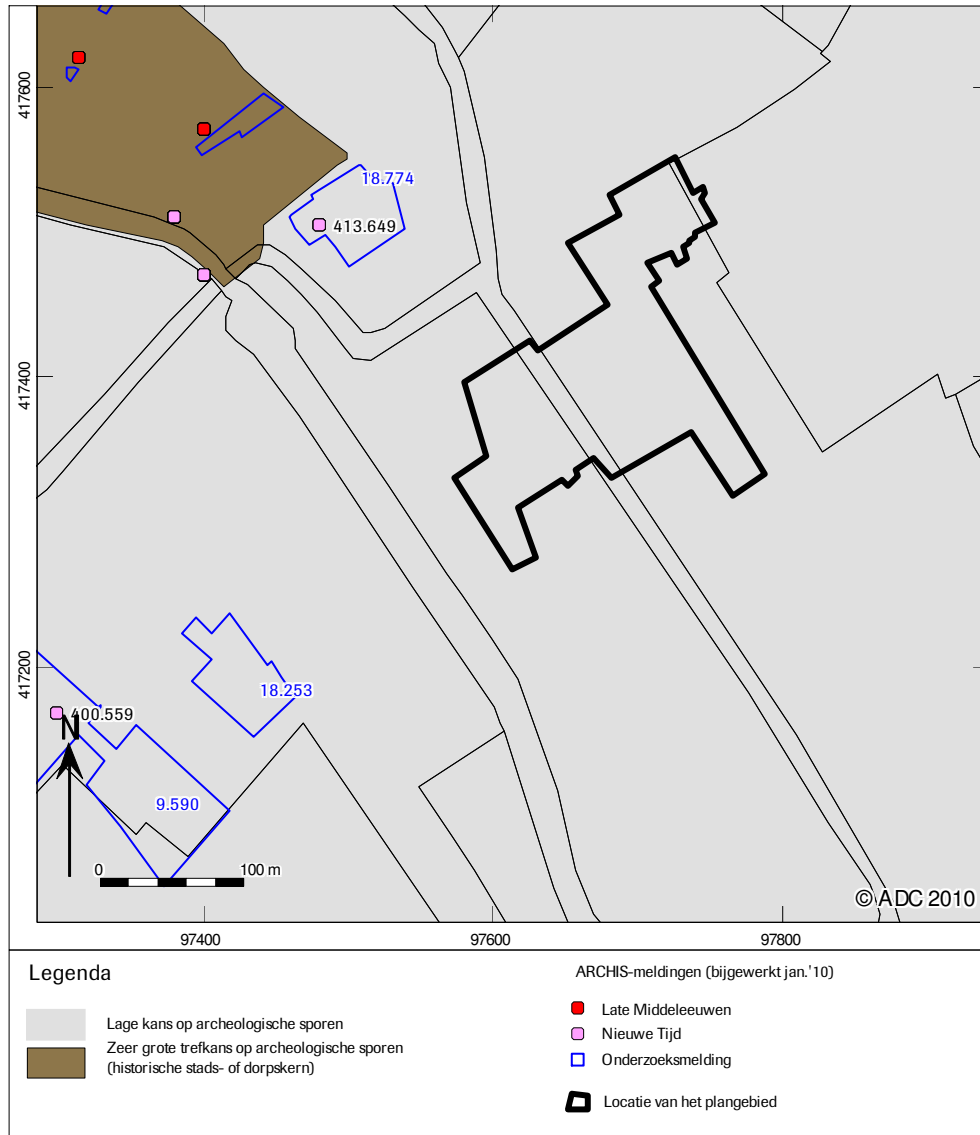 417600
18.774
413.649
417400
417200
18.253
400.559
N
9.590
0 100 m
© ADC 2010
97400 97600 97800
Legenda
Lage kans op archeologische sporen
Zeer grote trefkans op archeologische sporen
(historische stads- of dorpskern)
ARCHIS-meldingen (bijgewerkt jan.'10)
Late Middeleeuwen
Nieuwe Tijd
Onderzoeksmelding
Locatie van het plangebied